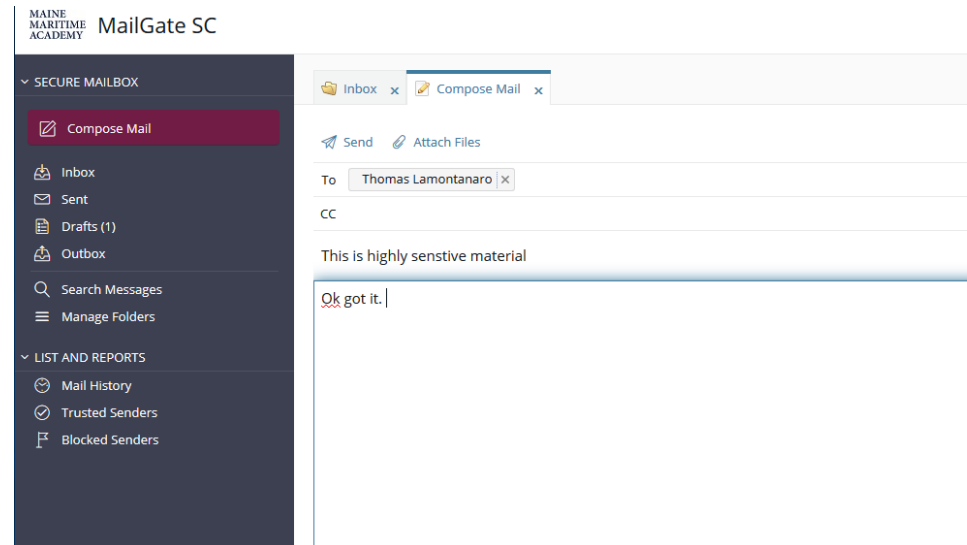 MAINE
MARITIME
ACADEMY
MailGate SC
SECURE MAILBOX
Compose Mail
Inbox
Sent
Drafts (1)
Outbox
Search Messages
Manage Folders
LIST AND REPORTS
Mail History
Trusted Senders
Blocked Senders
Inbox x Compose Mail x
Send Attach Files
To Thomas Lamontanaro ×
CC
This is highly senstive material
Ok got it.